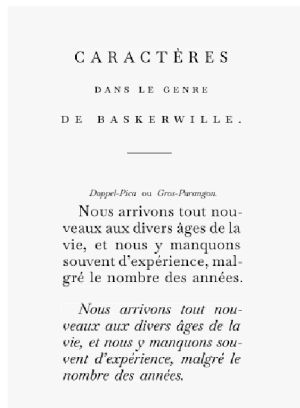 CARACTÈRES
DANS LE GENRE
DE BASKERWILLE.
Doppel-Pica ou Gros-Parangon.
Nous arrivons tout nou-
veaux aux divers âges de la
vie, et nous y manquons
souvent d'expérience, mal-
gré le nombre des années.
Nous arrivons tout nou-
veaux aux divers âges de la
vie, et nous y manquons sou-
vent d'expérience, malgré le
nombre des années.